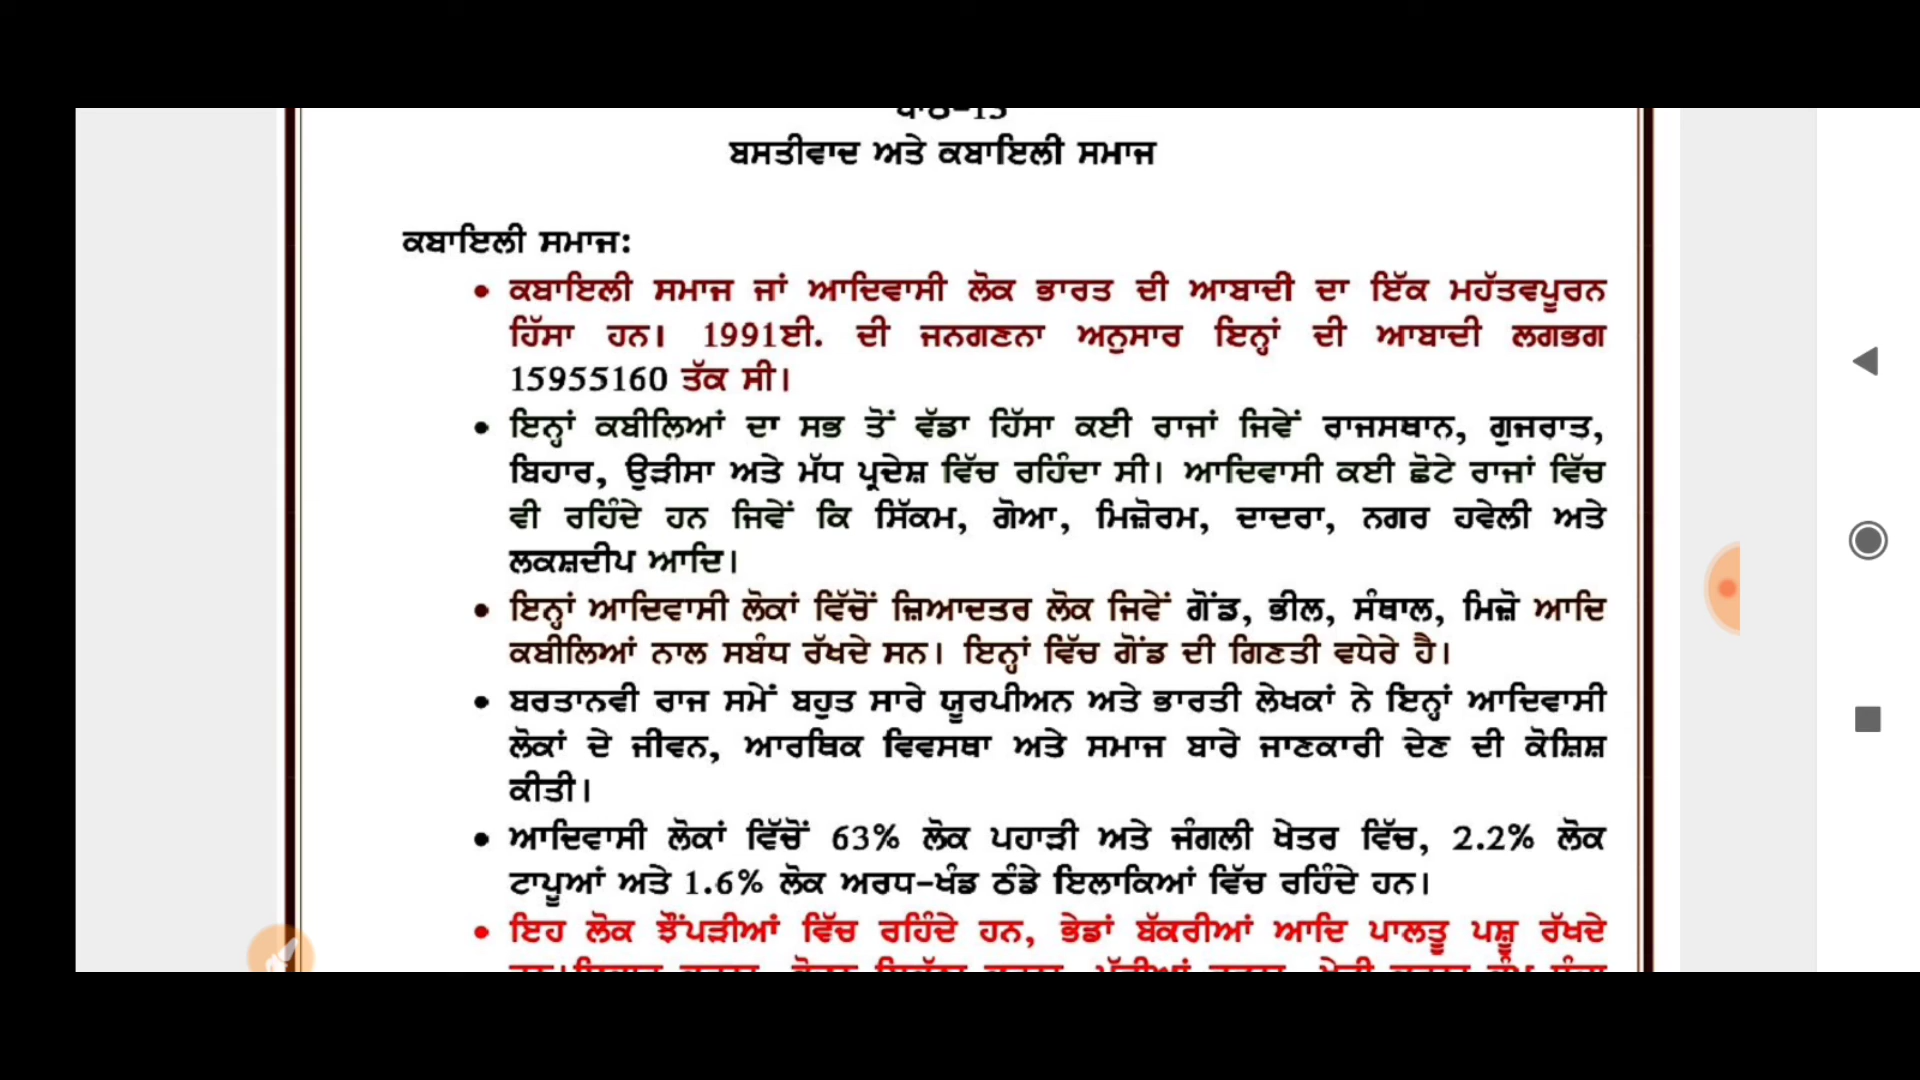 ਬਸਤੀਵਾਦ ਅਤੇ ਕਬਾਇਲੀ ਸਮਾਜ
ਕਬਾਇਲੀ ਸਮਾਜ:
• ਕਬਾਇਲੀ ਸਮਾਜ ਜਾਂ ਆਦਿਵਾਸੀ ਲੋਕ ਭਾਰਤ ਦੀ ਆਬਾਦੀ ਦਾ ਇੱਕ ਮਹੱਤਵਪੂਰਨ
ਹਿੱਸਾ ਹਨ। 1991ਈ. ਦੀ ਜਨਗਣਨਾ ਅਨੁਸਾਰ ਇਨ੍ਹਾਂ ਦੀ ਆਬਾਦੀ ਲਗਭਗ
15955160 ਤੱਕ ਸੀ।
• ਇਨ੍ਹਾਂ ਕਬੀਲਿਆਂ ਦਾ ਸਭ ਤੋਂ ਵੱਡਾ ਹਿੱਸਾ ਕਈ ਰਾਜਾਂ ਜਿਵੇਂ ਰਾਜਸਥਾਨ, ਗੁਜਰਾਤ,
ਬਿਹਾਰ, ਉੜੀਸਾ ਅਤੇ ਮੱਧ ਪ੍ਰਦੇਸ਼ ਵਿੱਚ ਰਹਿੰਦਾ ਸੀ। ਆਦਿਵਾਸੀ ਕਈ ਛੋਟੇ ਰਾਜਾਂ ਵਿੱਚ
ਵੀ ਰਹਿੰਦੇ ਹਨ ਜਿਵੇਂ ਕਿ ਸਿੱਕਮ, ਗੋਆ, ਮਿਜ਼ੋਰਮ, ਦਾਦਰਾ, ਨਗਰ ਹਵੇਲੀ ਅਤੇ
ਲਕਸ਼ਦੀਪ ਆਦਿ।
• ਇਨ੍ਹਾਂ ਆਦਿਵਾਸੀ ਲੋਕਾਂ ਵਿੱਚੋਂ ਜ਼ਿਆਦਤਰ ਲੋਕ ਜਿਵੇਂ ਗੋਂਡ, ਭੀਲ, ਸੰਥਾਲ, ਮਿਜ਼ੋ ਆਦਿ
ਕਬੀਲਿਆਂ ਨਾਲ ਸਬੰਧ ਰੱਖਦੇ ਸਨ। ਇਨ੍ਹਾਂ ਵਿੱਚ ਗੋਂਡ ਦੀ ਗਿਣਤੀ ਵਧੇਰੇ ਹੈ।
• ਬਰਤਾਨਵੀ ਰਾਜ ਸਮੇਂ ਬਹੁਤ ਸਾਰੇ ਯੂਰਪੀਅਨ ਅਤੇ ਭਾਰਤੀ ਲੇਖਕਾਂ ਨੇ ਇਨ੍ਹਾਂ ਆਦਿਵਾਸੀ
ਲੋਕਾਂ ਦੇ ਜੀਵਨ, ਆਰਥਿਕ ਵਿਵਸਥਾ ਅਤੇ ਸਮਾਜ ਬਾਰੇ ਜਾਣਕਾਰੀ ਦੇਣ ਦੀ ਕੋਸ਼ਿਸ਼
ਕੀਤੀ।
• ਆਦਿਵਾਸੀ ਲੋਕਾਂ ਵਿੱਚੋਂ 63% ਲੋਕ ਪਹਾੜੀ ਅਤੇ ਜੰਗਲੀ ਖੇਤਰ ਵਿੱਚ, 2.2% ਲੋਕ
ਟਾਪੂਆਂ ਅਤੇ 1.6% ਲੋਕ ਅਰਧ-ਖੰਡ ਠੰਡੇ ਇਲਾਕਿਆਂ ਵਿੱਚ ਰਹਿੰਦੇ ਹਨ।
• ਇਹ ਲੋਕ ਝੌਂਪੜੀਆਂ ਵਿੱਚ ਰਹਿੰਦੇ ਹਨ, ਭੇਡਾਂ ਬੱਕਰੀਆਂ ਆਦਿ ਪਾਲਤੂ ਪਸ਼ੂ ਰੱਖਦੇ